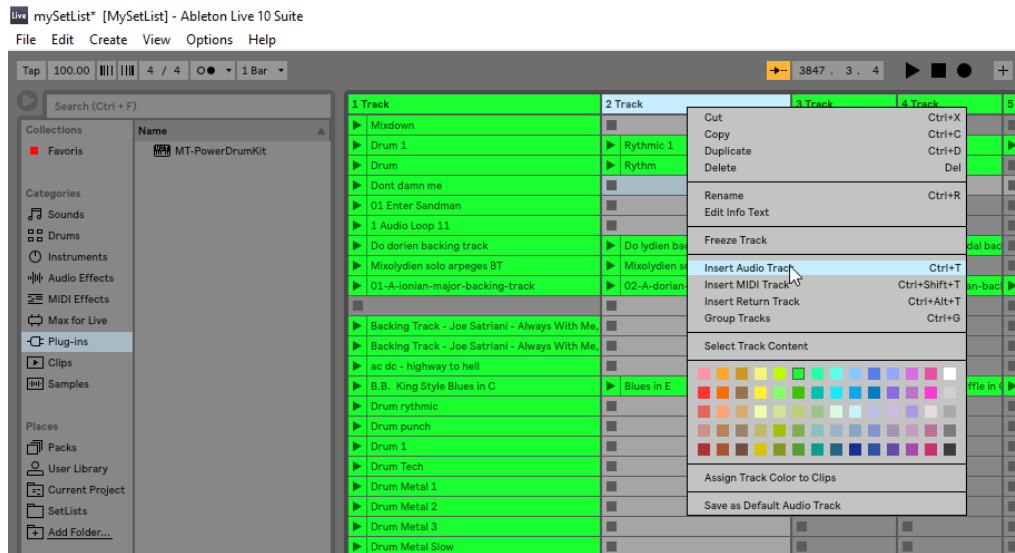 Live mySetList* [MySetList] - Ableton Live 10 Suite
File Edit Create View Options Help
Tap 100.00 4 / 4 1 Bar 3847 . 3 . 4
Search (Ctrl + F)
Collections
Favoris
Categories
Sounds
Drums
Instruments
Audio Effects
MIDI Effects
Max for Live
Plug-ins
Clips
Samples
Places
Packs
User Library
Current Project
SetLists
Add Folder...
Name
MT-PowerDrumKit
1 Track
Mixdown
Drum 1
Drum
Dont damn me
01 Enter Sandman
1 Audio Loop 11
Do dorien backing track
Mixolydien solo arpeges BT
01-A-ionian-major-backing-track
Backing Track - Joe Satriani - Always With Me,
Backing Track - Joe Satriani - Always With Me,
ac dc - highway to hell
B.B. King Style Blues in C
Drum rythmic
Drum punch
Drum 1
Drum Tech
Drum Metal 1
Drum Metal 2
Drum Metal 3
Drum Metal Slow
2 Track
Rythmic 1
Rythm
Do lydien bac
Mixolydien so
02-A-dorian-
Blues in E
3 Track
4 Track
5
dal bac
an-bacl
ffle in
Cut Ctrl+X
Copy Ctrl+C
Duplicate Ctrl+D
Delete Del
Rename Ctrl+R
Edit Info Text
Freeze Track
Insert Audio Track Ctrl+T
Insert MIDI Track Ctrl+Shift+T
Insert Return Track Ctrl+Alt+T
Group Tracks Ctrl+G
Select Track Content
Assign Track Color to Clips
Save as Default Audio Track